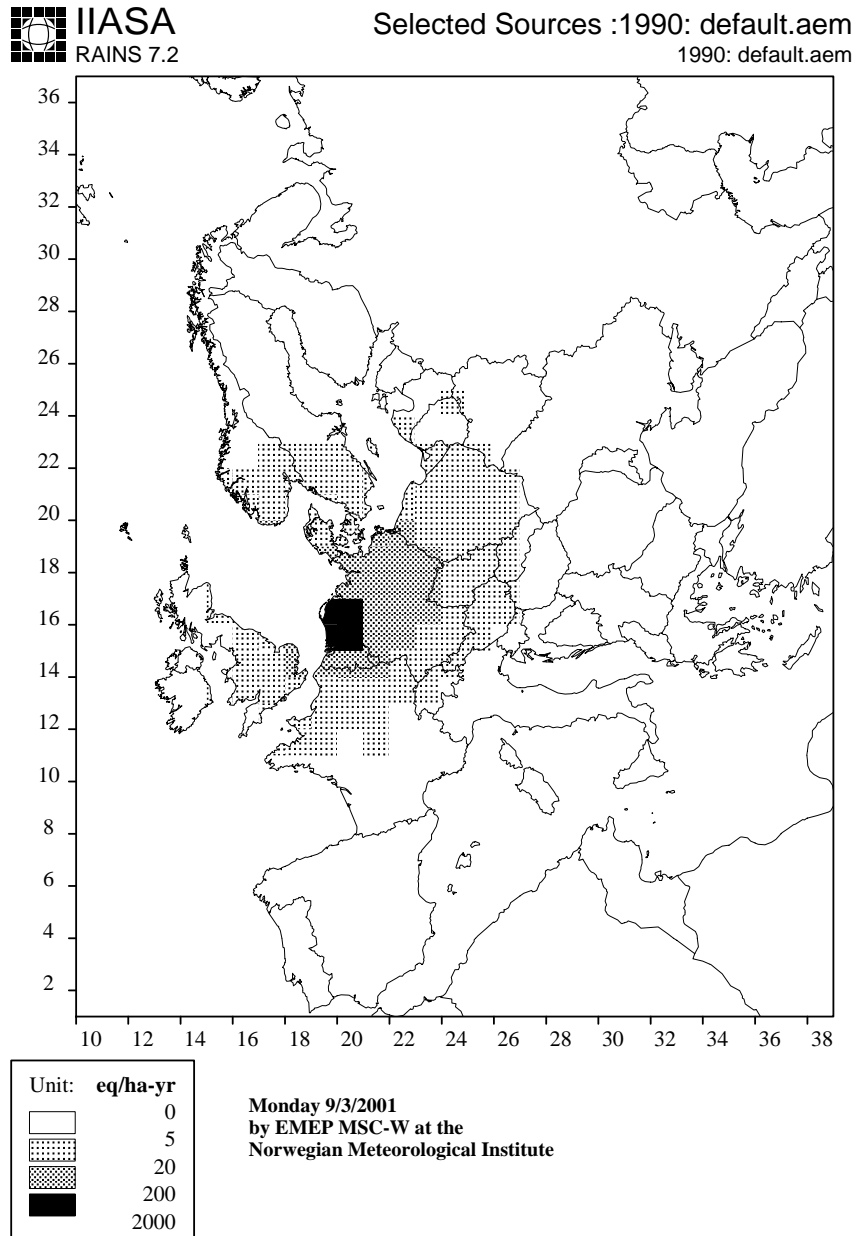 IIASA
RAINS 7.2
Selected Sources :1990: default.aem
1990: default.aem
36
34
32
30
28
26
24
22
20
18
16
14
12
10
8
6
4
2
10 12 14 16 18 20 22 24 26 28 30 32 34 36 38
Unit: eq/ha-yr
0
5
20
200
2000
Monday 9/3/2001
by EMEP MSC-W at the
Norwegian Meteorological Institute